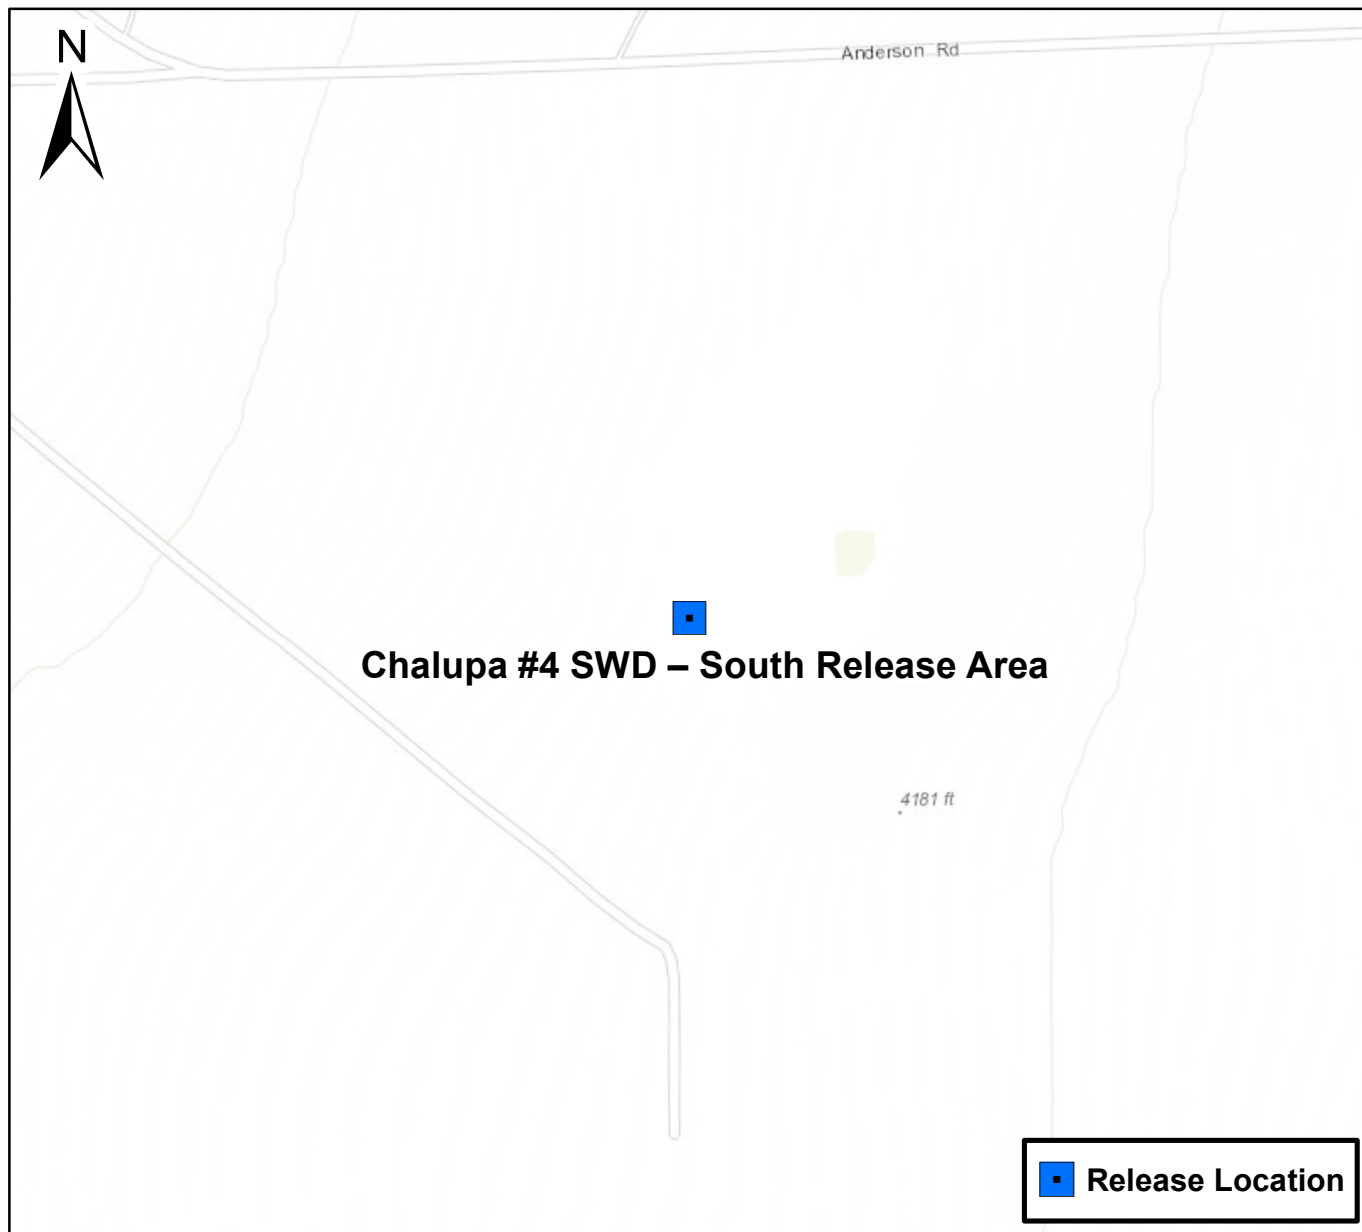 N
Anderson Rd
Chalupa #4 SWD – South Release Area
4181 ft
Release Location